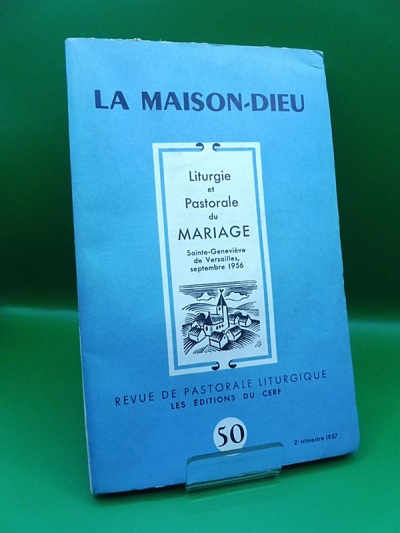 LA MAISON-DIEU
Liturgie
et
Pastorale
du
MARIAGE
Sainte-Geneviève
de Versailles,
septembre 1956
REVUE DE PASTORALE LITURGIQUE
LES ÉDITIONS DU CERF
50
2e trimestre 1957